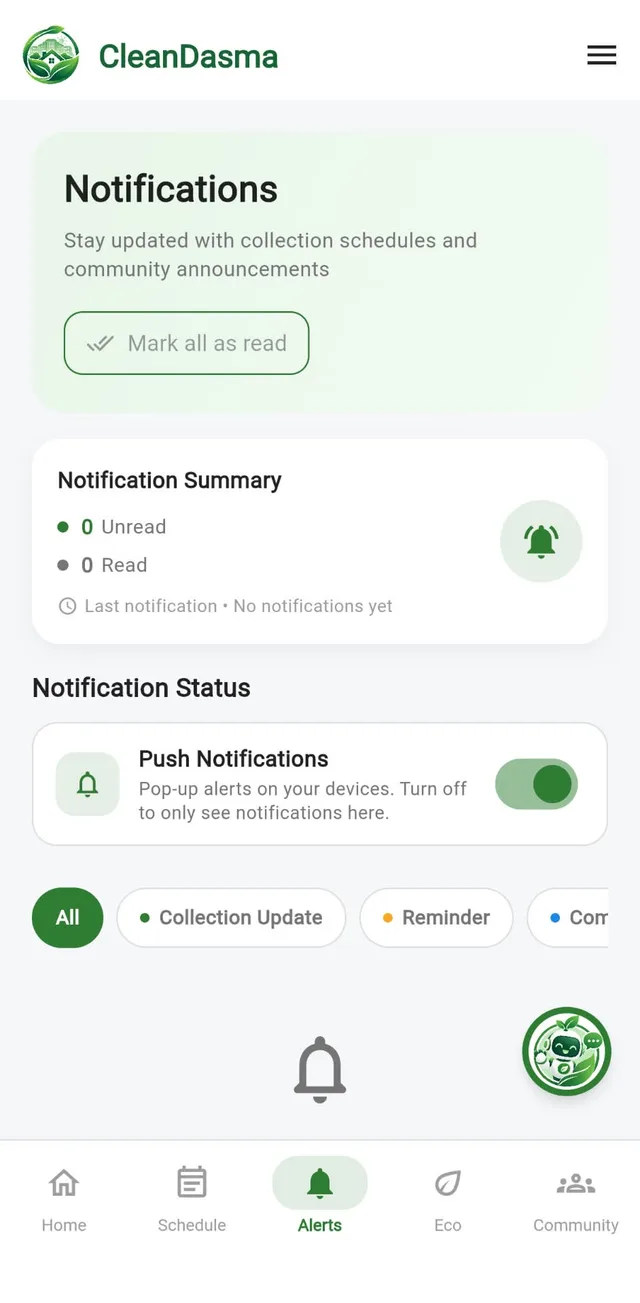 CleanDasma
Notifications
Stay updated with collection schedules and
community announcements
Mark all as read
Notification Summary
0 Unread
0 Read
Last notification • No notifications yet
Notification Status
Push Notifications
Pop-up alerts on your devices. Turn off
to only see notifications here.
All
Collection Update
Reminder
Com
Home
Schedule
Alerts
Eco
Community